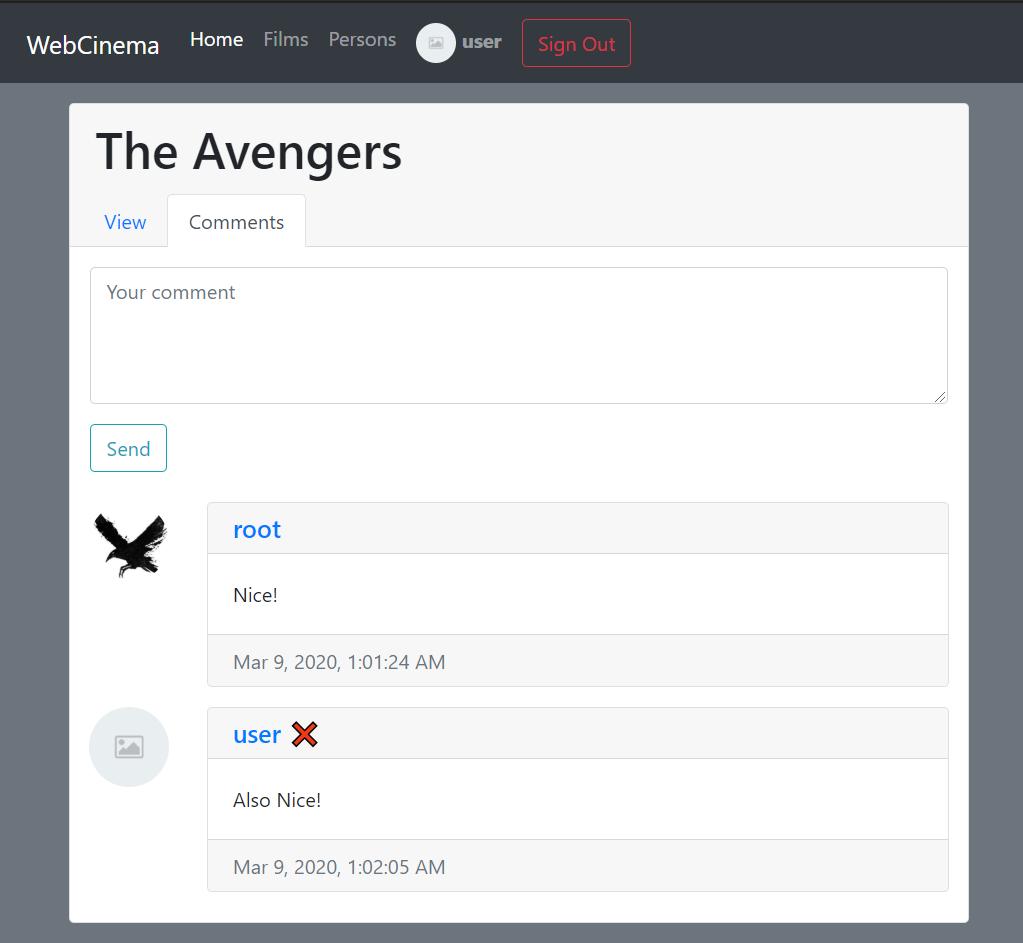 WebCinema Home Films Persons user Sign Out
The Avengers
View Comments
Your comment
Send
root
Nice!
Mar 9, 2020, 1:01:24 AM
user
Also Nice!
Mar 9, 2020, 1:02:05 AM